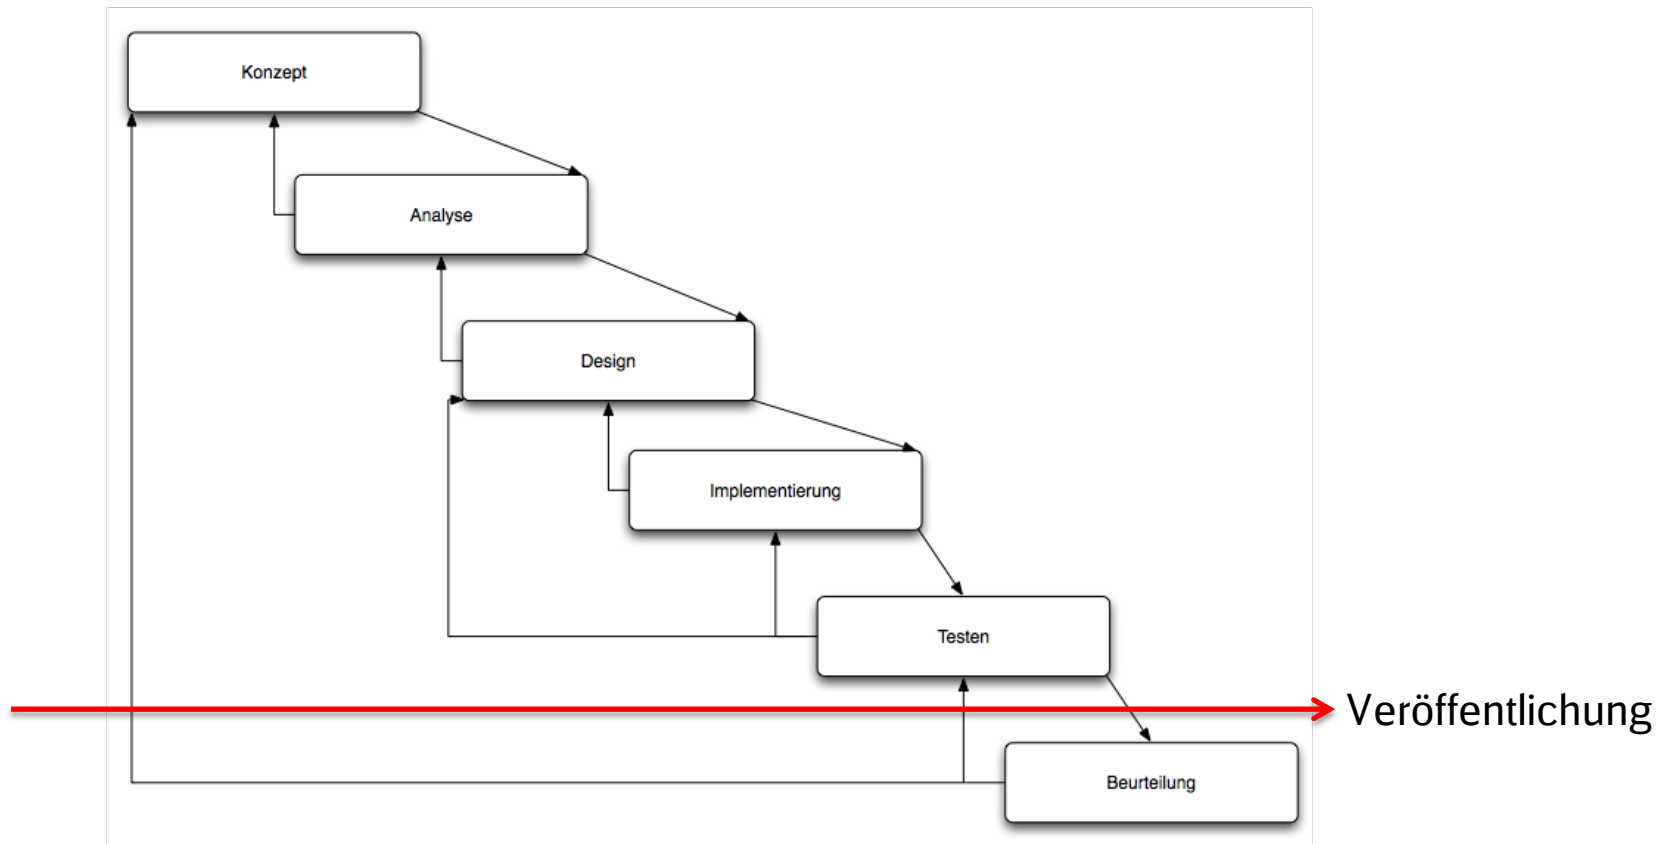 Konzept
Analyse
Design
Implementierung
Testen
Veröffentlichung
Beurteilung